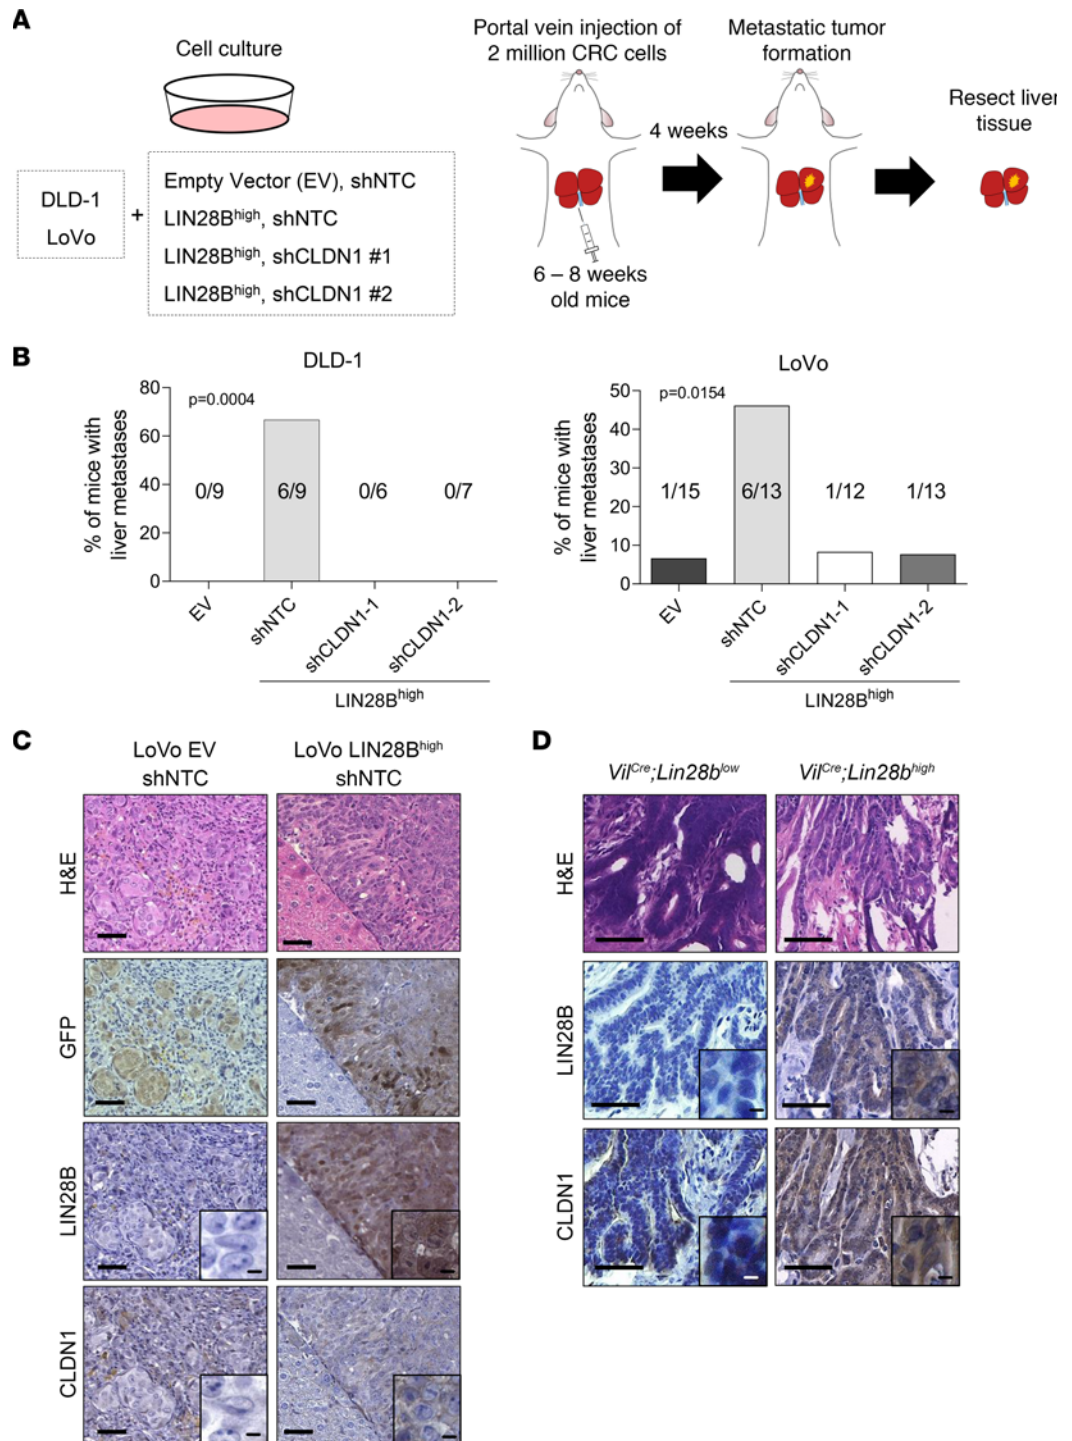 A
Cell culture
DLD-1
LoVo
+
Empty Vector (EV), shNTC
LIN28Bhigh, shNTC
LIN28Bhigh, shCLDN1 #1
LIN28Bhigh, shCLDN1 #2
Portal vein injection of
2 million CRC cells
6 – 8 weeks
old mice
4 weeks
Metastatic tumor
formation
Resect liver
tissue
B
DLD-1
% of mice with
liver metastases
80
60
40
20
0
p=0.0004
0/9
6/9
0/6
0/7
EV
shNTC
shCLDN1-1
shCLDN1-2
LIN28Bhigh
LoVo
% of mice with
liver metastases
50
40
30
20
10
0
p=0.0154
1/15
6/13
1/12
1/13
EV
shNTC
shCLDN1-1
shCLDN1-2
LIN28Bhigh
C
LoVo EV
shNTC
LoVo LIN28Bhigh
shNTC
H&E
GFP
LIN28B
CLDN1
D
VilCre;Lin28blow
VilCre;Lin28bhigh
H&E
LIN28B
CLDN1